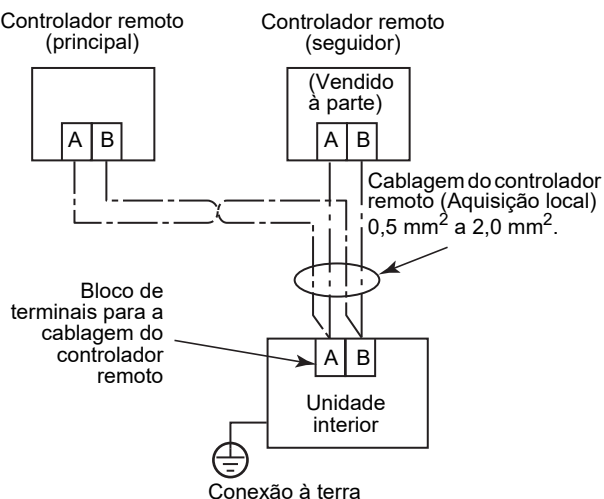 Controlador remoto
(principal)
Controlador remoto
(seguidor)
(Vendido
à parte)
A B
A B
Cablagem do controlador
remoto (Aquisição local)
0,5 mm² a 2,0 mm².
Bloco de
terminais para a
cablagem do
controlador
remoto
A B
Unidade
interior
Conexão à terra